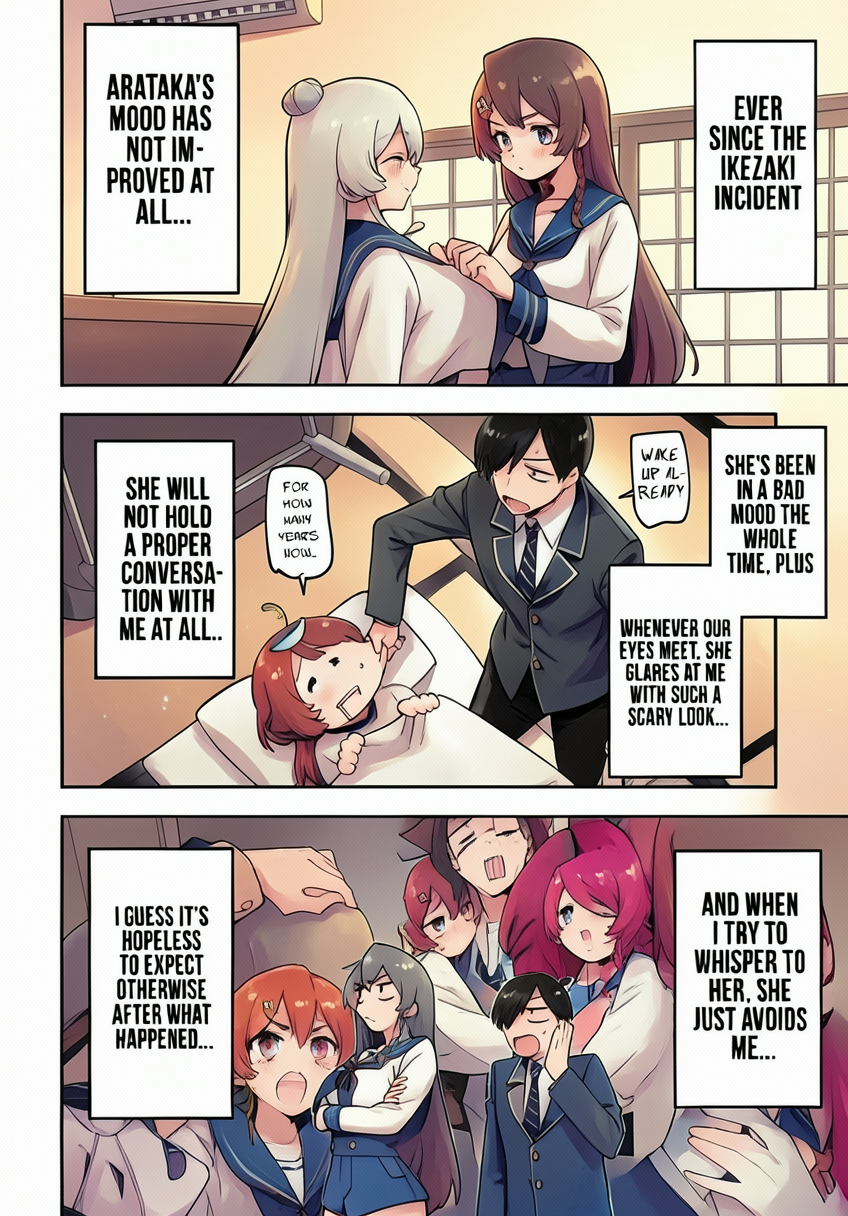 EVER
SINCE THE
IKEZAKI
INCIDENT
ARATAKA'S
MOOD HAS
NOT IM-
PROVED AT
ALL...
SHE'S BEEN
IN A BAD
MOOD THE
WHOLE
TIME, PLUS
WHENEVER OUR
EYES MEET, SHE
GLARES AT ME
WITH SUCH A
SCARY LOOK...
WAKE
UP AL-
READY
FOR
HOW
MANY
YEARS
NOW..
SHE WILL
NOT HOLD
A PROPER
CONVERSA-
TION WITH
ME AT ALL..
AND WHEN
I TRY TO
WHISPER TO
HER, SHE
JUST AVOIDS
ME...
I GUESS IT'S
HOPELESS
TO EXPECT
OTHERWISE
AFTER WHAT
HAPPENED...